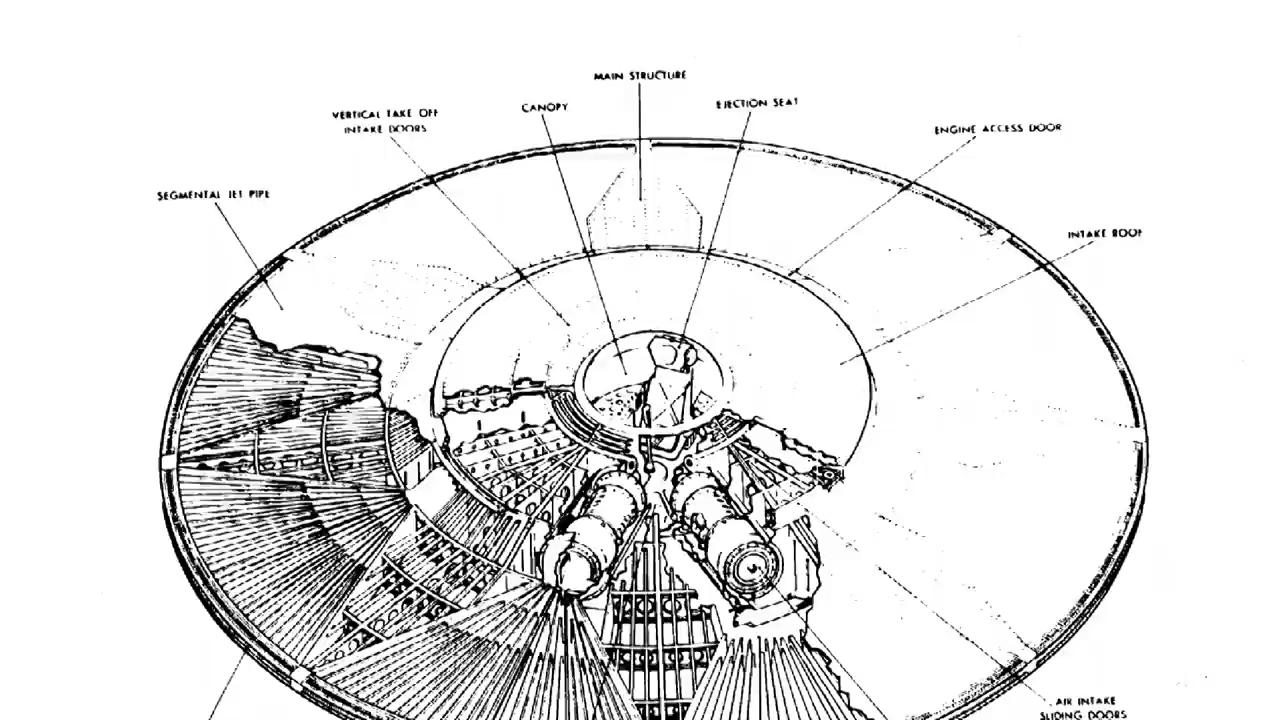 MAIN STRUCTURE
CANOPY
EJECTION SEAT
VERTICAL TAKE OFF
INTAKE DOORS
ENGINE ACCESS DOOR
SEGMENTAL JET PIPE
INTAKE ROOF
AIR INTAKE
SLIDING DOORS